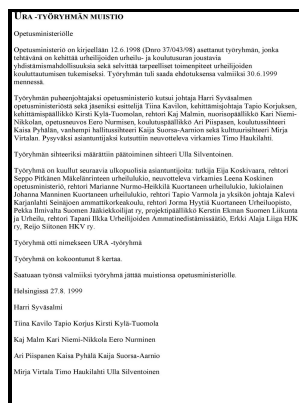 URA -TYÖRYHMÄN MUISTIO
Opetusministeriölle
Opetusministeriö on kirjeellään 12.6.1998 (Dnro 37/043/98) asettanut työryhmän, jonka
tehtävänä on kehittää urheilijoiden urheilu- ja koulutusuran joustavia
yhdistämismahdollisuuksia sekä selvittää tarpeelliset toimenpiteet urheilijoiden
kouluttautumisen tukemiseksi. Työryhmän tuli saada ehdotuksensa valmiiksi 30.6.1999
mennessä.
Työryhmän puheenjohtajaksi opetusministeriö kutsui johtaja Harri Syväsalmen
opetusministeriöstä sekä jäseniksi esittelijä Tiina Kavilon, kehittämisjohtaja Tapio Korjuksen,
kehittämispäällikkö Kirsti Kylä-Tuomolan, rehtori Kaj Malmin, nuorisopäällikkö Kari Niemi-
Nikkolan, opetusneuvos Eero Nurmisen, koulutuspäällikkö Ari Piispasen, koulutussihteeri
Kaisa Pyhälän, vanhempi hallitussihteeri Kaija Suorsa-Aarnion sekä kulttuurisihteeri Mirja
Virtalan. Pysyväksi asiantuntijaksi kutsuttiin neuvotteleva virkamies Timo Haukilahti.
Työryhmän sihteeriksi määrättiin päätoiminen sihteeri Ulla Silventoinen.
Työryhmä on kuullut seuraavia ulkopuolisia asiantuntijoita: tutkija Eija Koskivaara, rehtori
Seppo Pitkänen Mäkelänrinteen urheilulukio, neuvotteleva virkamies Leena Koskinen
opetusministeriö, rehtori Marianne Nurmo-Heikkilä Kuortaneen urheilulukio, lukiolainen
Johanna Manninen Kuortaneen urheilulukio, rehtori Tapio Varmola ja yksikön johtaja Kalevi
Karjanlahti Seinäjoen ammattikorkeakoulu, rehtori Jorma Hyytiä Kuortaneen Urheiluopisto,
Pekka Ilmivalta Suomen Jääkiekkoilijat ry, projektipäällikkö Kerstin Ekman Suomen Liikunta
ja Urheilu, rehtori Tapani Ilkka Urheilijoiden Ammatinedistämissäätiö, Erkki Alaja Liiga HJK
ry, Reijo Siitonen HKV ry.
Työryhmä otti nimekseen URA -työryhmä
Työryhmä on kokoontunut 8 kertaa.
Saatuaan työnsä valmiiksi työryhmä jättää muistionsa opetusministeriölle.
Helsingissä 27.8. 1999
Harri Syväsalmi
Tiina Kavilo Tapio Korjus Kirsti Kylä-Tuomola
Kaj Malm Kari Niemi-Nikkola Eero Nurminen
Ari Piispanen Kaisa Pyhälä Kaija Suorsa-Aarnio
Mirja Virtala Timo Haukilahti Ulla Silventoinen